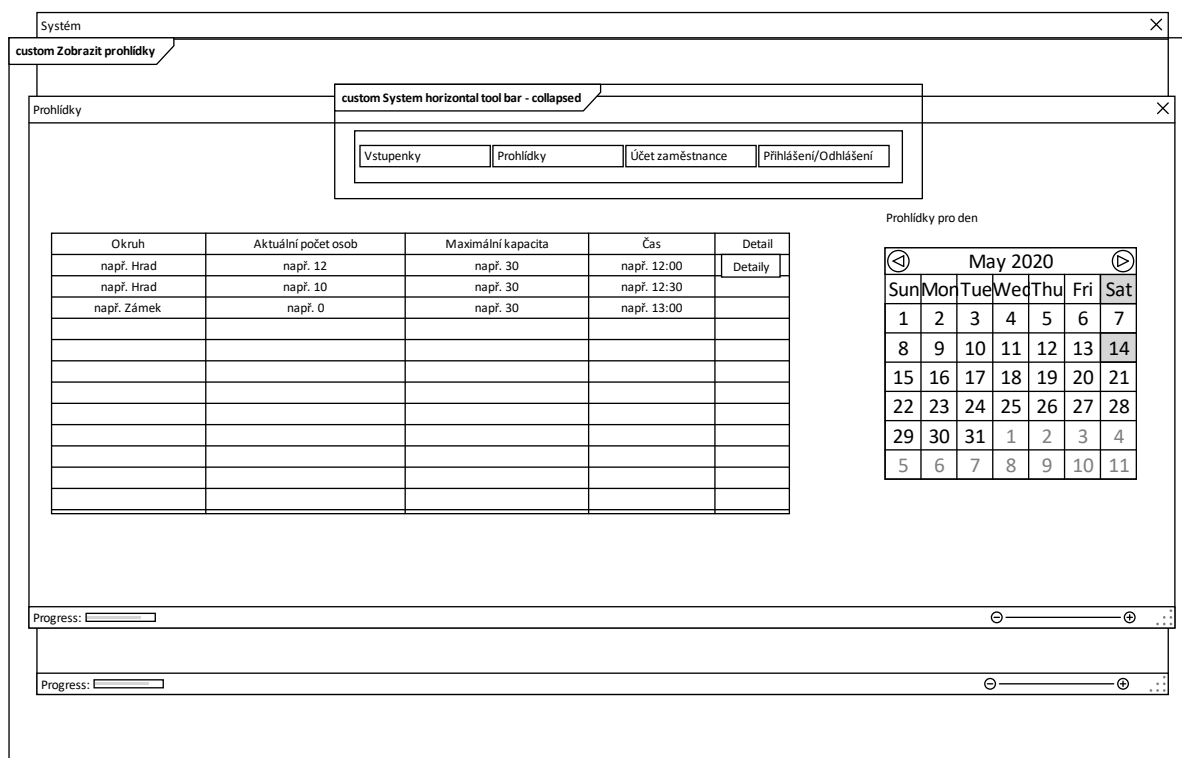 Systém
custom Zobrazit prohlídky
custom System horizontal tool bar - collapsed
Prohlídky
Vstupenky Prohlídky Účet zaměstnance Přihlášení/Odhlášení
Prohlídky pro den
Okruh Aktuální počet osob Maximální kapacita Čas Detail
např. Hrad např. 12 např. 30 např. 12:00 Detaily
např. Hrad např. 10 např. 30 např. 12:30
např. Zámek např. 0 např. 30 např. 13:00
May 2020
Sun Mon Tue Wed Thu Fri Sat
1 2 3 4 5 6 7
8 9 10 11 12 13 14
15 16 17 18 19 20 21
22 23 24 25 26 27 28
29 30 31 1 2 3 4
5 6 7 8 9 10 11
Progress:
Progress: